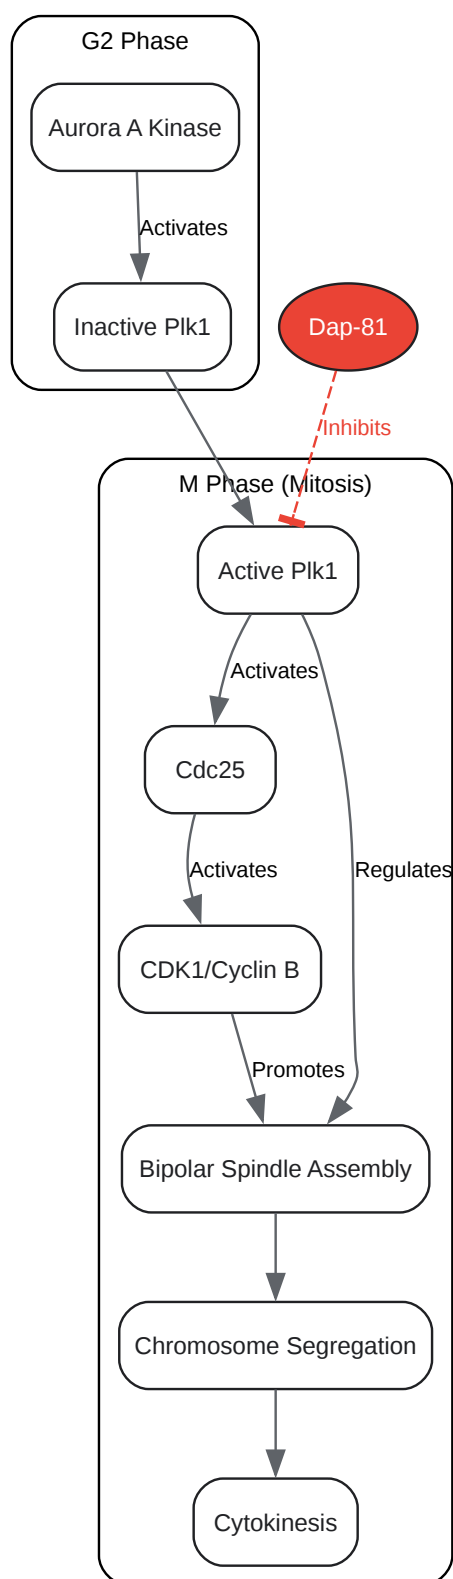 G2 Phase
Aurora A Kinase
Activates
Inactive Plk1
Dap-81
Inhibits
M Phase (Mitosis)
Active Plk1
Activates
Cdc25
Activates
Regulates
CDK1/Cyclin B
Promotes
Bipolar Spindle Assembly
Chromosome Segregation
Cytokinesis